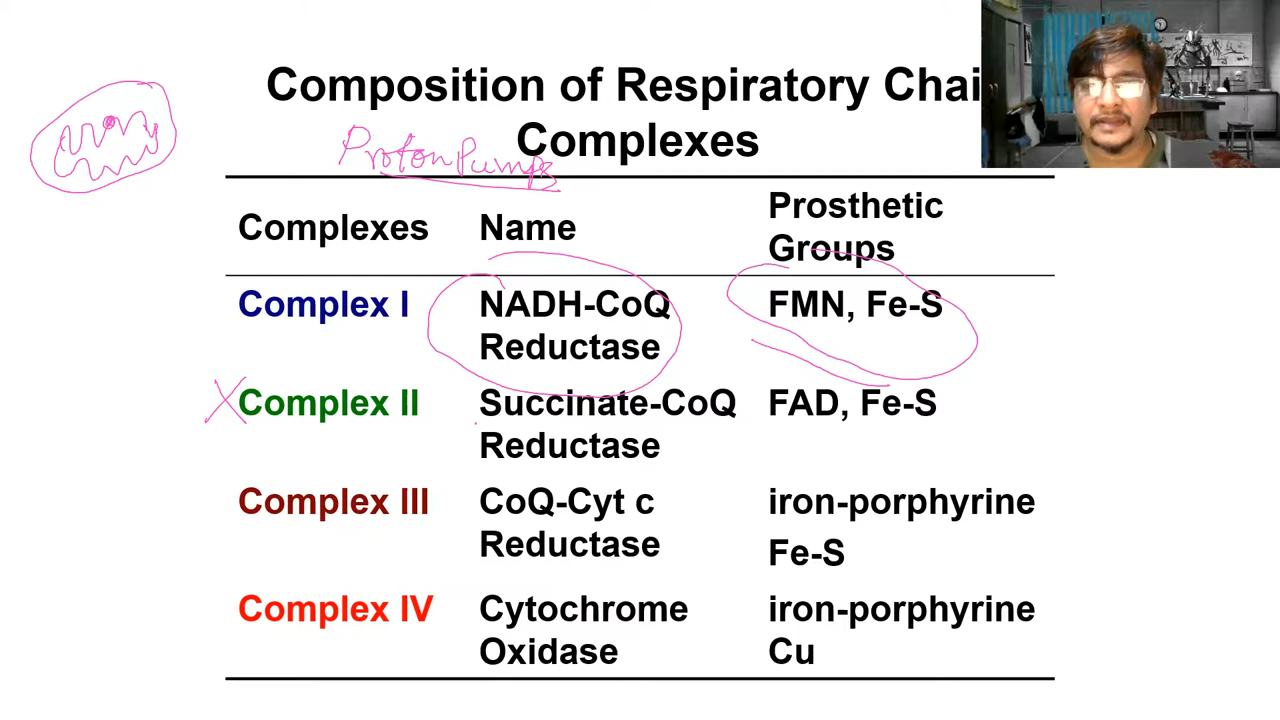 Composition of Respiratory Chai
Complexes
Proton Pumps
Complexes Name Prosthetic
Groups
Complex I NADH-CoQ FMN, Fe-S
Reductase
X Complex II Succinate-CoQ FAD, Fe-S
Reductase
Complex III CoQ-Cyt c iron-porphyrine
Reductase Fe-S
Complex IV Cytochrome iron-porphyrine
Oxidase Cu